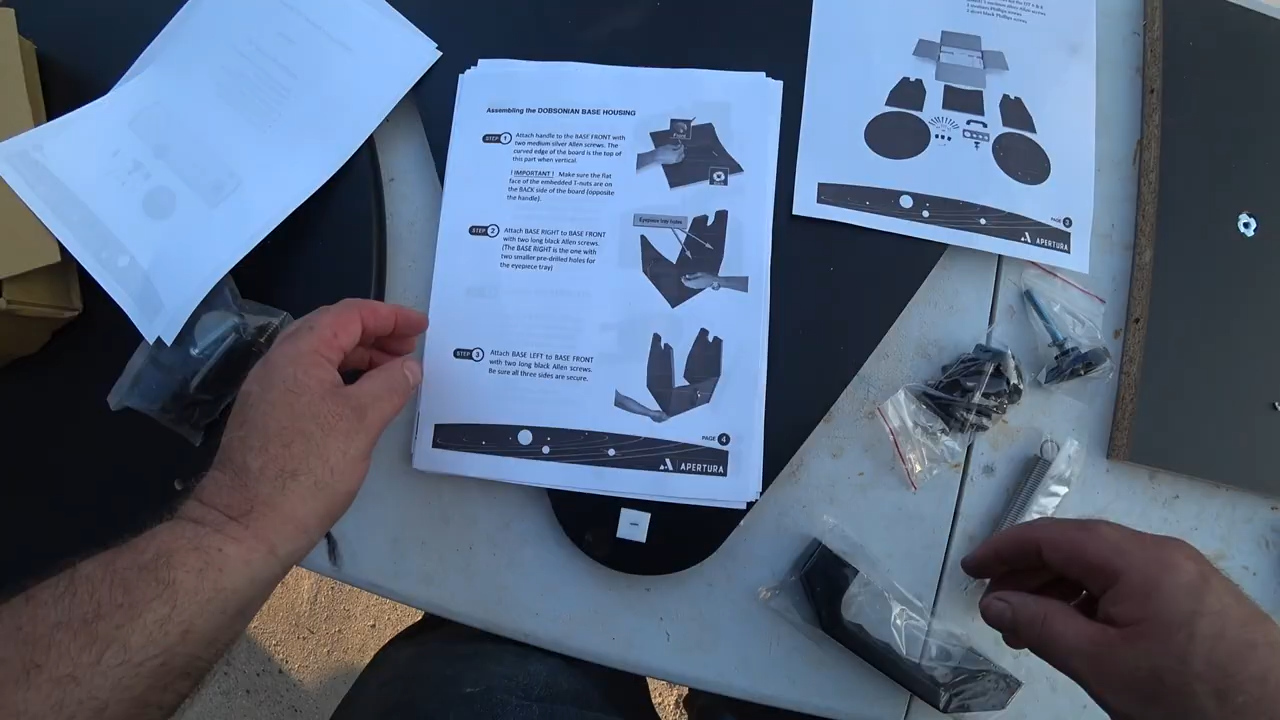 Assembling the DOBSONIAN BASE HOUSING
STEP 1
Attach handle to the BASE FRONT with
two medium silver Allen screws. The
curved edge of the board is the top of
this part when vertical.
! IMPORTANT ! Make sure the flat
face of the embedded T-nuts are on
the BACK side of the board (opposite
the handle).
Front
STEP 2
Attach BASE RIGHT to BASE FRONT
with two long black Allen screws.
(The BASE RIGHT is the one with
two smaller pre-drilled holes for
the eyepiece tray)
Eyepiece tray holes
STEP 3
Attach BASE LEFT to BASE FRONT
with two long black Allen screws.
Be sure all three sides are secure.
PAGE 4
APERTURA
2 short black Phillips screws
PAGE 3
APERTURA